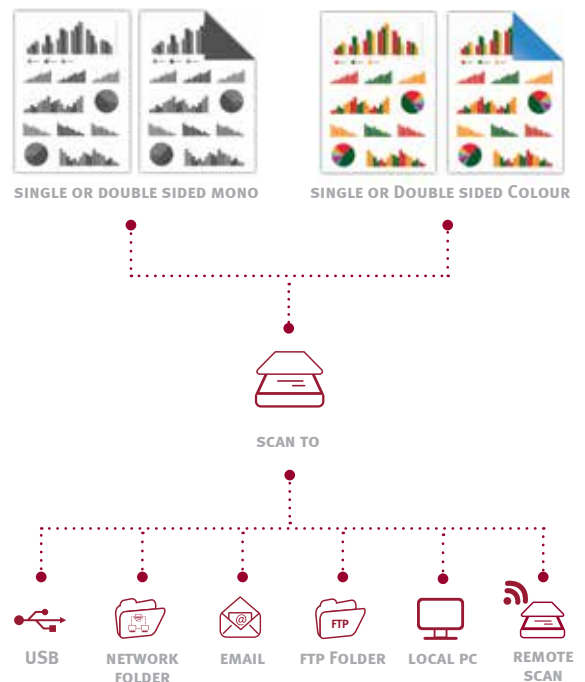 SINGLE OR DOUBLE SIDED MONO
SINGLE OR DOUBLE SIDED COLOUR
SCAN TO
@
FTP
USB
NETWORK
FOLDER
EMAIL
FTP FOLDER
LOCAL PC
REMOTE
SCAN